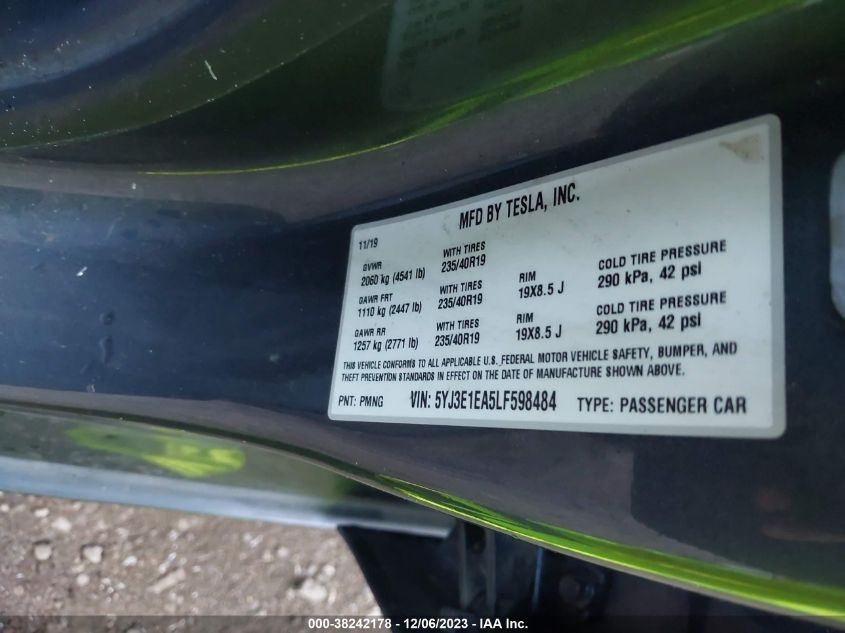 MFD BY TESLA, INC.
11/19
GVWR
2060 kg (4541 lb)
WITH TIRES
235/40R19
GAWR FRT
1110 kg (2447 lb)
WITH TIRES
235/40R19
RIM
19X8.5 J
COLD TIRE PRESSURE
290 kPa, 42 psi
GAWR RR
1257 kg (2771 lb)
WITH TIRES
235/40R19
RIM
19X8.5 J
COLD TIRE PRESSURE
290 kPa, 42 psi
THIS VEHICLE CONFORMS TO ALL APPLICABLE U.S. FEDERAL MOTOR VEHICLE SAFETY, BUMPER, AND
THEFT PREVENTION STANDARDS IN EFFECT ON THE DATE OF MANUFACTURE SHOWN ABOVE.
PNT: PMNG VIN: 5YJ3E1EA5LF598484 TYPE: PASSENGER CAR
000-38242178 - 12/06/2023 - IAA Inc.